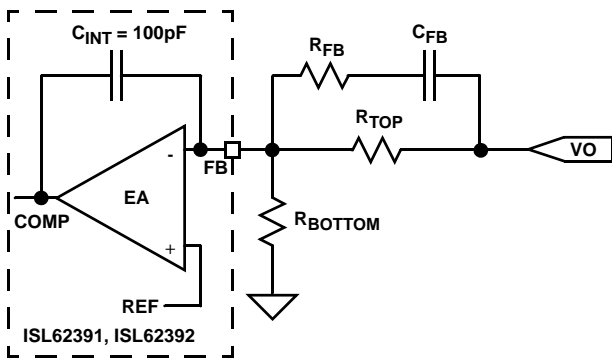 C_INT = 100pF
R_FB
C_FB
R_TOP
VO
-
FB
EA
COMP
R_BOTTOM
+
REF
ISL62391, ISL62392